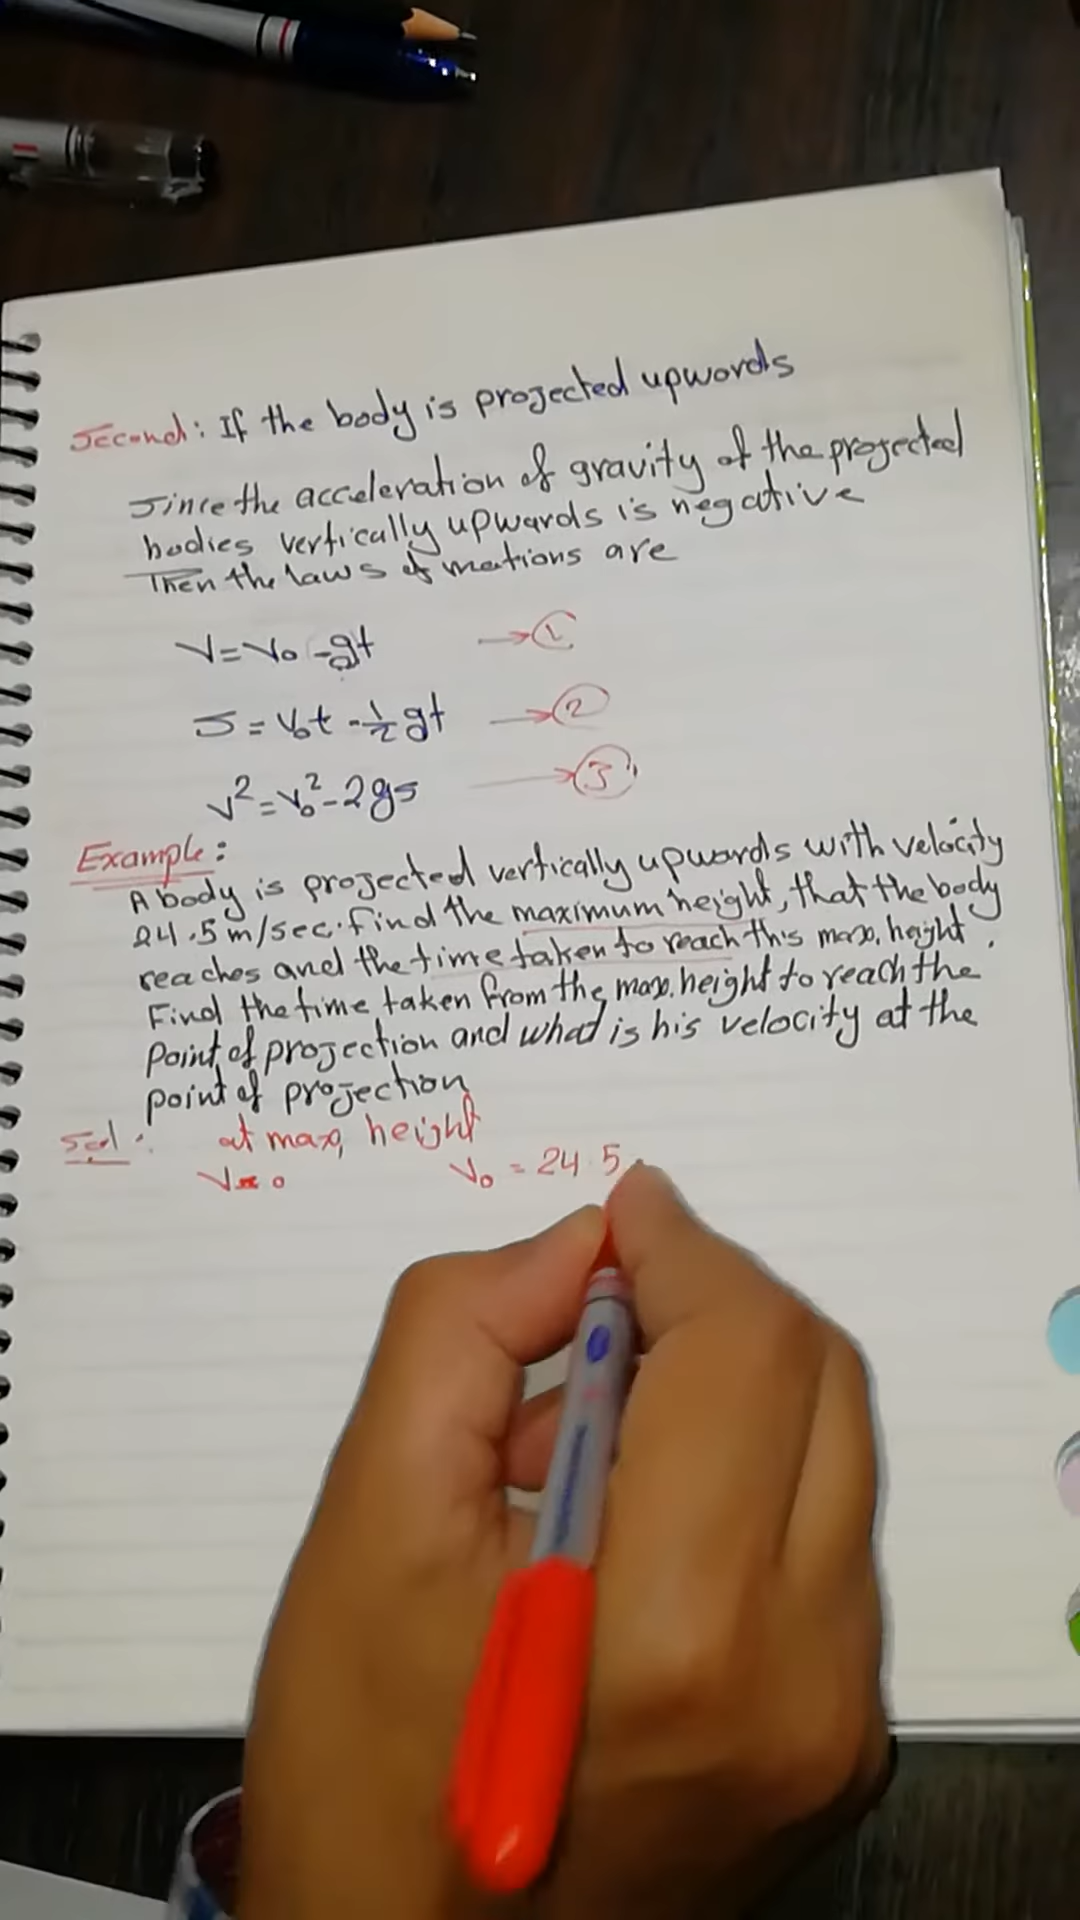 Second: If the body is projected upwords
Since the acceleration of gravity of the projected
bodies vertically upwards is negative
Then the laws of motions are
V = V₀ - gt → ①
S = V₀t - ½ gt → ②
V² = V₀² - 2gs → ③
Example:
A body is projected vertically upwards with velocity
24.5 m/sec. find the maximum height, that the body
reaches and the time taken to reach this max. height.
Find the time taken from the max. height to reach the
point of projection and what is his velocity at the
point of projection
Sol: at max, height
V = 0 V₀ = 24.5